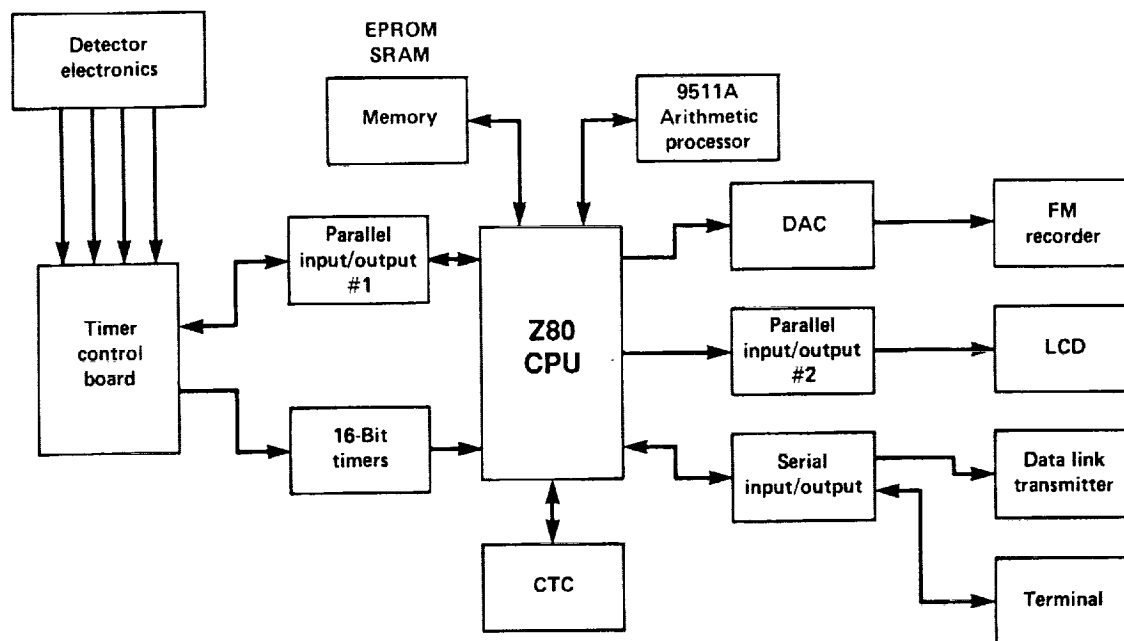 Detector
electronics
EPROM
SRAM
Memory
9511A
Arithmetic
processor
DAC
FM
recorder
Parallel
input/output
#1
Timer
control
board
Z80
CPU
Parallel
input/output
#2
LCD
16-Bit
timers
Serial
input/output
Data link
transmitter
CTC
Terminal